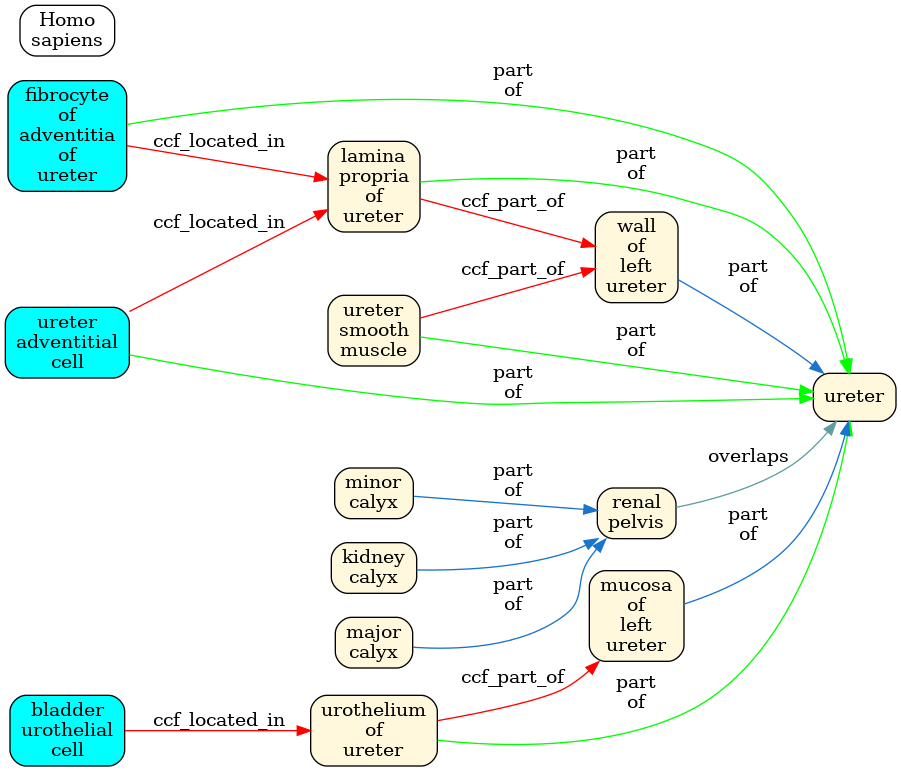 Homo
sapiens
fibrocyte
of
adventitia
of
ureter
part
of
ccf_located_in
lamina
propria
of
ureter
part
of
ccf_part_of
ccf_located_in
wall
of
left
ureter
ccf_part_of
part
of
ureter
smooth
muscle
ureter
adventitial
cell
part
of
part
of
ureter
overlaps
minor
calyx
part
of
renal
pelvis
kidney
calyx
part
of
part
of
major
calyx
part
of
mucosa
of
left
ureter
ccf_part_of
part
of
bladder
urothelial
cell
ccf_located_in
urothelium
of
ureter